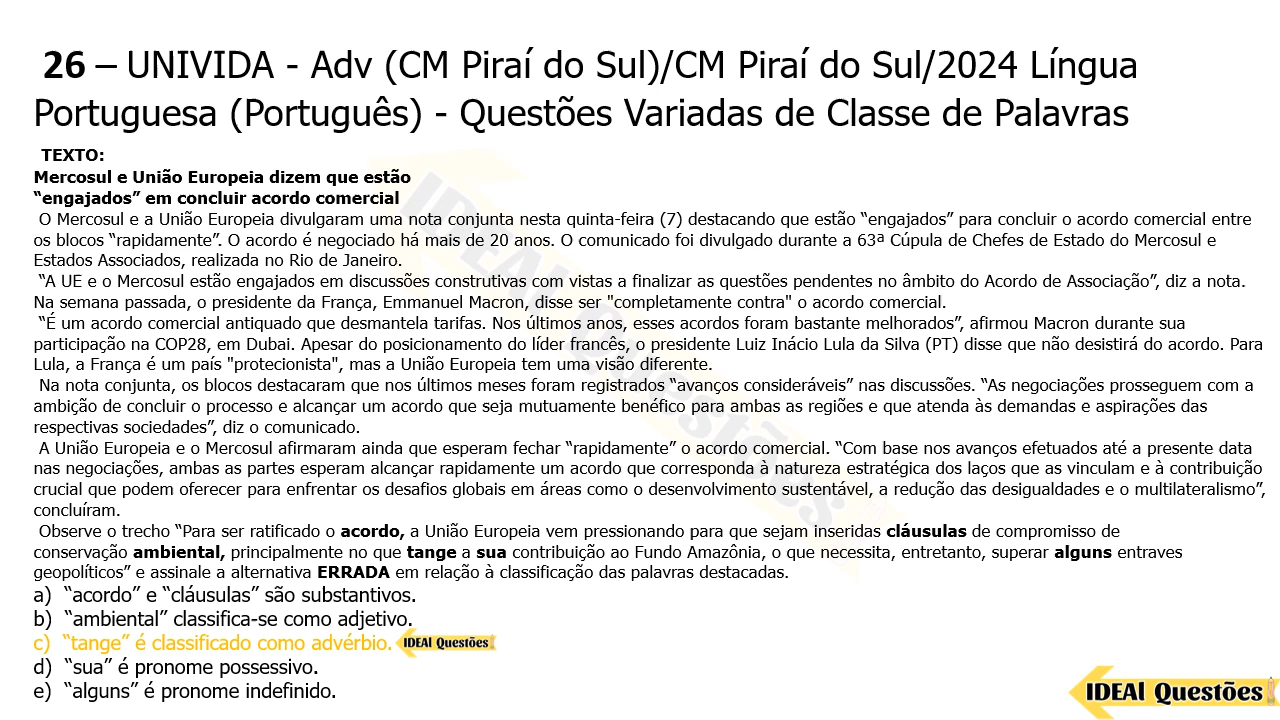 26 – UNIVIDA - Adv (CM Piraí do Sul)/CM Piraí do Sul/2024 Língua
Portuguesa (Português) - Questões Variadas de Classe de Palavras
TEXTO:
Mercosul e União Europeia dizem que estão
“engajados” em concluir acordo comercial
O Mercosul e a União Europeia divulgaram uma nota conjunta nesta quinta-feira (7) destacando que estão “engajados” para concluir o acordo comercial entre
os blocos “rapidamente”. O acordo é negociado há mais de 20 anos. O comunicado foi divulgado durante a 63ª Cúpula de Chefes de Estado do Mercosul e
Estados Associados, realizada no Rio de Janeiro.
“A UE e o Mercosul estão engajados em discussões construtivas com vistas a finalizar as questões pendentes no âmbito do Acordo de Associação”, diz a nota.
Na semana passada, o presidente da França, Emmanuel Macron, disse ser "completamente contra" o acordo comercial.
“É um acordo comercial antiquado que desmantela tarifas. Nos últimos anos, esses acordos foram bastante melhorados”, afirmou Macron durante sua
participação na COP28, em Dubai. Apesar do posicionamento do líder francês, o presidente Luiz Inácio Lula da Silva (PT) disse que não desistirá do acordo. Para
Lula, a França é um país "protecionista", mas a União Europeia tem uma visão diferente.
Na nota conjunta, os blocos destacaram que nos últimos meses foram registrados “avanços consideráveis” nas discussões. “As negociações prosseguem com a
ambição de concluir o processo e alcançar um acordo que seja mutuamente benéfico para ambas as regiões e que atenda às demandas e aspirações das
respectivas sociedades”, diz o comunicado.
A União Europeia e o Mercosul afirmaram ainda que esperam fechar “rapidamente” o acordo comercial. “Com base nos avanços efetuados até a presente data
nas negociações, ambas as partes esperam alcançar rapidamente um acordo que corresponda à natureza estratégica dos laços que as vinculam e à contribuição
crucial que podem oferecer para enfrentar os desafios globais em áreas como o desenvolvimento sustentável, a redução das desigualdades e o multilateralismo”,
concluíram.
Observe o trecho “Para ser ratificado o acordo, a União Europeia vem pressionando para que sejam inseridas cláusulas de compromisso de
conservação ambiental, principalmente no que tange a sua contribuição ao Fundo Amazônia, o que necessita, entretanto, superar alguns entraves
geopolíticos” e assinale a alternativa ERRADA em relação à classificação das palavras destacadas.
a) “acordo” e “cláusulas” são substantivos.
b) “ambiental” classifica-se como adjetivo.
c) “tange” é classificado como advérbio. IDEAl Questões
d) “sua” é pronome possessivo.
e) “alguns” é pronome indefinido.
IDEAl Questões
IDEAl Questões